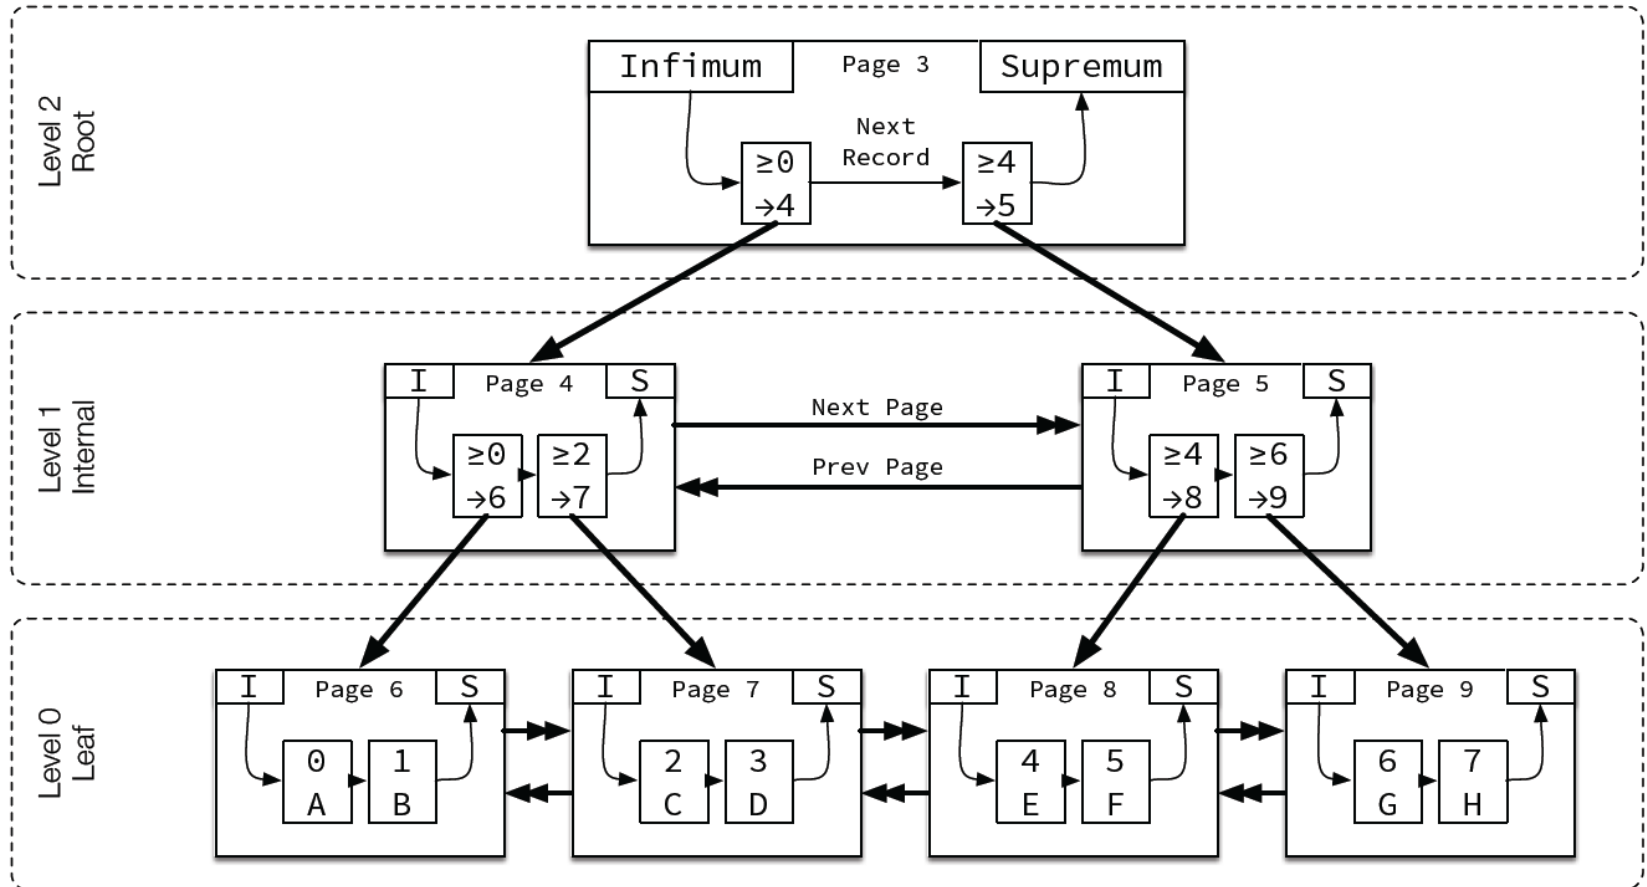 Level 2
Root
Infimum
Page 3
Supremum
Next
Record
≥0
→4
≥4
→5
Level 1
Internal
I
Page 4
S
≥0
→6
≥2
→7
Next Page
Prev Page
I
Page 5
S
≥4
→8
≥6
→9
Level 0
Leaf
I
Page 6
S
0
A
1
B
I
Page 7
S
2
C
3
D
I
Page 8
S
4
E
5
F
I
Page 9
S
6
G
7
H